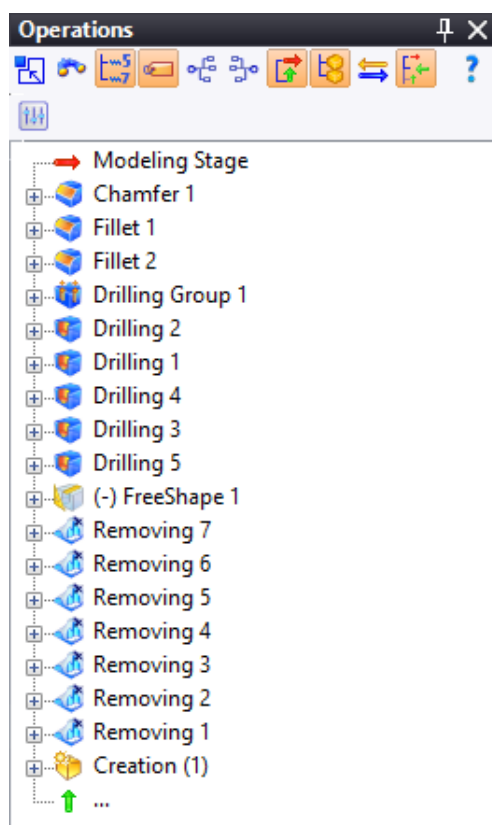 Operations
Modeling Stage
Chamfer 1
Fillet 1
Fillet 2
Drilling Group 1
Drilling 2
Drilling 1
Drilling 4
Drilling 3
Drilling 5
(-) FreeShape 1
Removing 7
Removing 6
Removing 5
Removing 4
Removing 3
Removing 2
Removing 1
Creation (1)
...